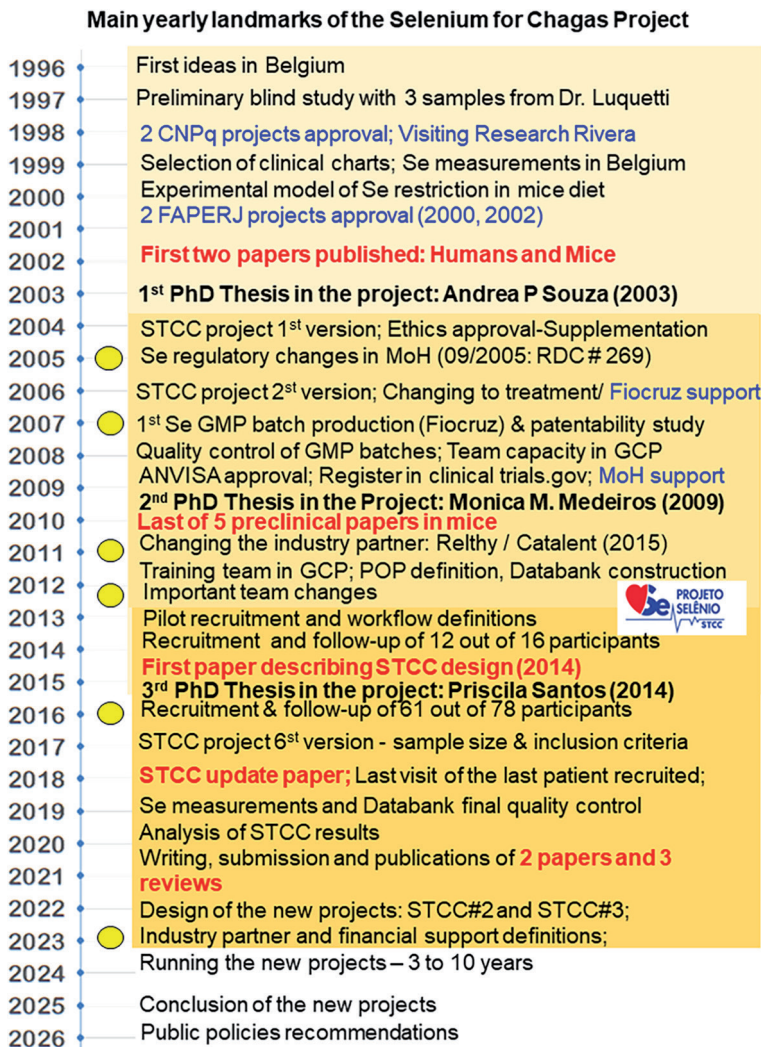 Main yearly landmarks of the Selenium for Chagas Project
1996 First ideas in Belgium
1997 Preliminary blind study with 3 samples from Dr. Luquetti
1998 2 CNPq projects approval; Visiting Research Rivera
1999 Selection of clinical charts; Se measurements in Belgium
2000 Experimental model of Se restriction in mice diet
2001 2 FAPERJ projects approval (2000, 2002)
2002 First two papers published: Humans and Mice
2003 1st PhD Thesis in the project: Andrea P Souza (2003)
2004 STCC project 1st version; Ethics approval-Supplementation
2005 Se regulatory changes in MoH (09/2005: RDC # 269)
2006 STCC project 2st version; Changing to treatment/ Fiocruz support
2007 1st Se GMP batch production (Fiocruz) & patentability study
2008 Quality control of GMP batches; Team capacity in GCP
2009 ANVISA approval; Register in clinical trials.gov; MoH support
2nd PhD Thesis in the Project: Monica M. Medeiros (2009)
2010 Last of 5 preclinical papers in mice
2011 Changing the industry partner: Relthy / Catalent (2015)
Training team in GCP; POP definition, Databank construction
2012 Important team changes
PROJETO
Se SELÊNIO
STCC
2013 Pilot recruitment and workflow definitions
2014 Recruitment and follow-up of 12 out of 16 participants
First paper describing STCC design (2014)
2015 3rd PhD Thesis in the project: Priscila Santos (2014)
2016 Recruitment & follow-up of 61 out of 78 participants
2017 STCC project 6st version - sample size & inclusion criteria
2018 STCC update paper; Last visit of the last patient recruited;
2019 Se measurements and Databank final quality control
2020 Analysis of STCC results
Writing, submission and publications of 2 papers and 3
2021 reviews
2022 Design of the new projects: STCC#2 and STCC#3;
2023 Industry partner and financial support definitions;
2024 Running the new projects – 3 to 10 years
2025 Conclusion of the new projects
2026 Public policies recommendations